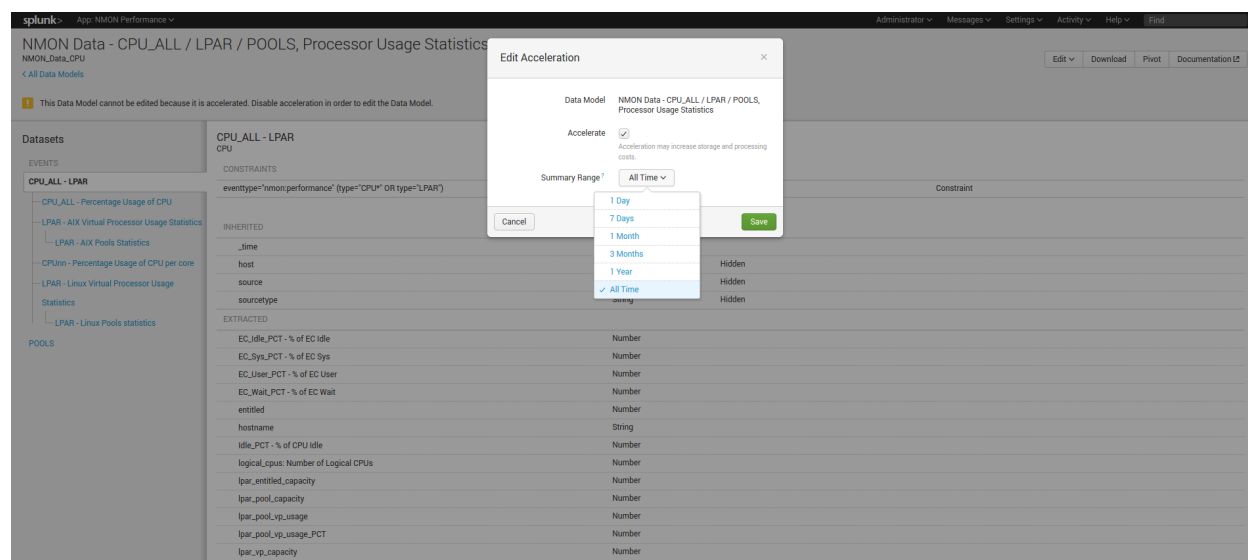 splunk> App: NMON Performance Administrator Messages Settings Activity Help Find
NMON Data - CPU_ALL / LPAR / POOLS, Processor Usage Statistics
NMON_Data_CPU
< All Data Models
Edit Download Pivot Documentation
! This Data Model cannot be edited because it is accelerated. Disable acceleration in order to edit the Data Model.
Edit Acceleration ×
Data Model NMON Data - CPU_ALL / LPAR / POOLS,
Processor Usage Statistics
Accelerate
Acceleration may increase storage and processing
costs.
Summary Range ? All Time
1 Day
7 Days
1 Month
3 Months
1 Year
All Time
Cancel Save
Datasets
EVENTS
CPU_ALL - LPAR
CPU_ALL - Percentage Usage of CPU
LPAR - AIX Virtual Processor Usage Statistics
LPAR - AIX Pools Statistics
CPUnn - Percentage Usage of CPU per core
LPAR - Linux Virtual Processor Usage
Statistics
LPAR - Linux Pools statistics
POOLS
CPU_ALL - LPAR
CPU
CONSTRAINTS
eventtype="nmon:performance" (type="CPU*" OR type="LPAR") Constraint
INHERITED
_time
host Hidden
source Hidden
sourcetype String Hidden
EXTRACTED
EC_Idle_PCT - % of EC Idle Number
EC_Sys_PCT - % of EC Sys Number
EC_User_PCT - % of EC User Number
EC_Wait_PCT - % of EC Wait Number
entitled Number
hostname String
Idle_PCT - % of CPU Idle Number
logical_cpus: Number of Logical CPUs Number
lpar_entitled_capacity Number
lpar_pool_capacity Number
lpar_pool_vp_usage Number
lpar_pool_vp_usage_PCT Number
lpar_vp_capacity Number